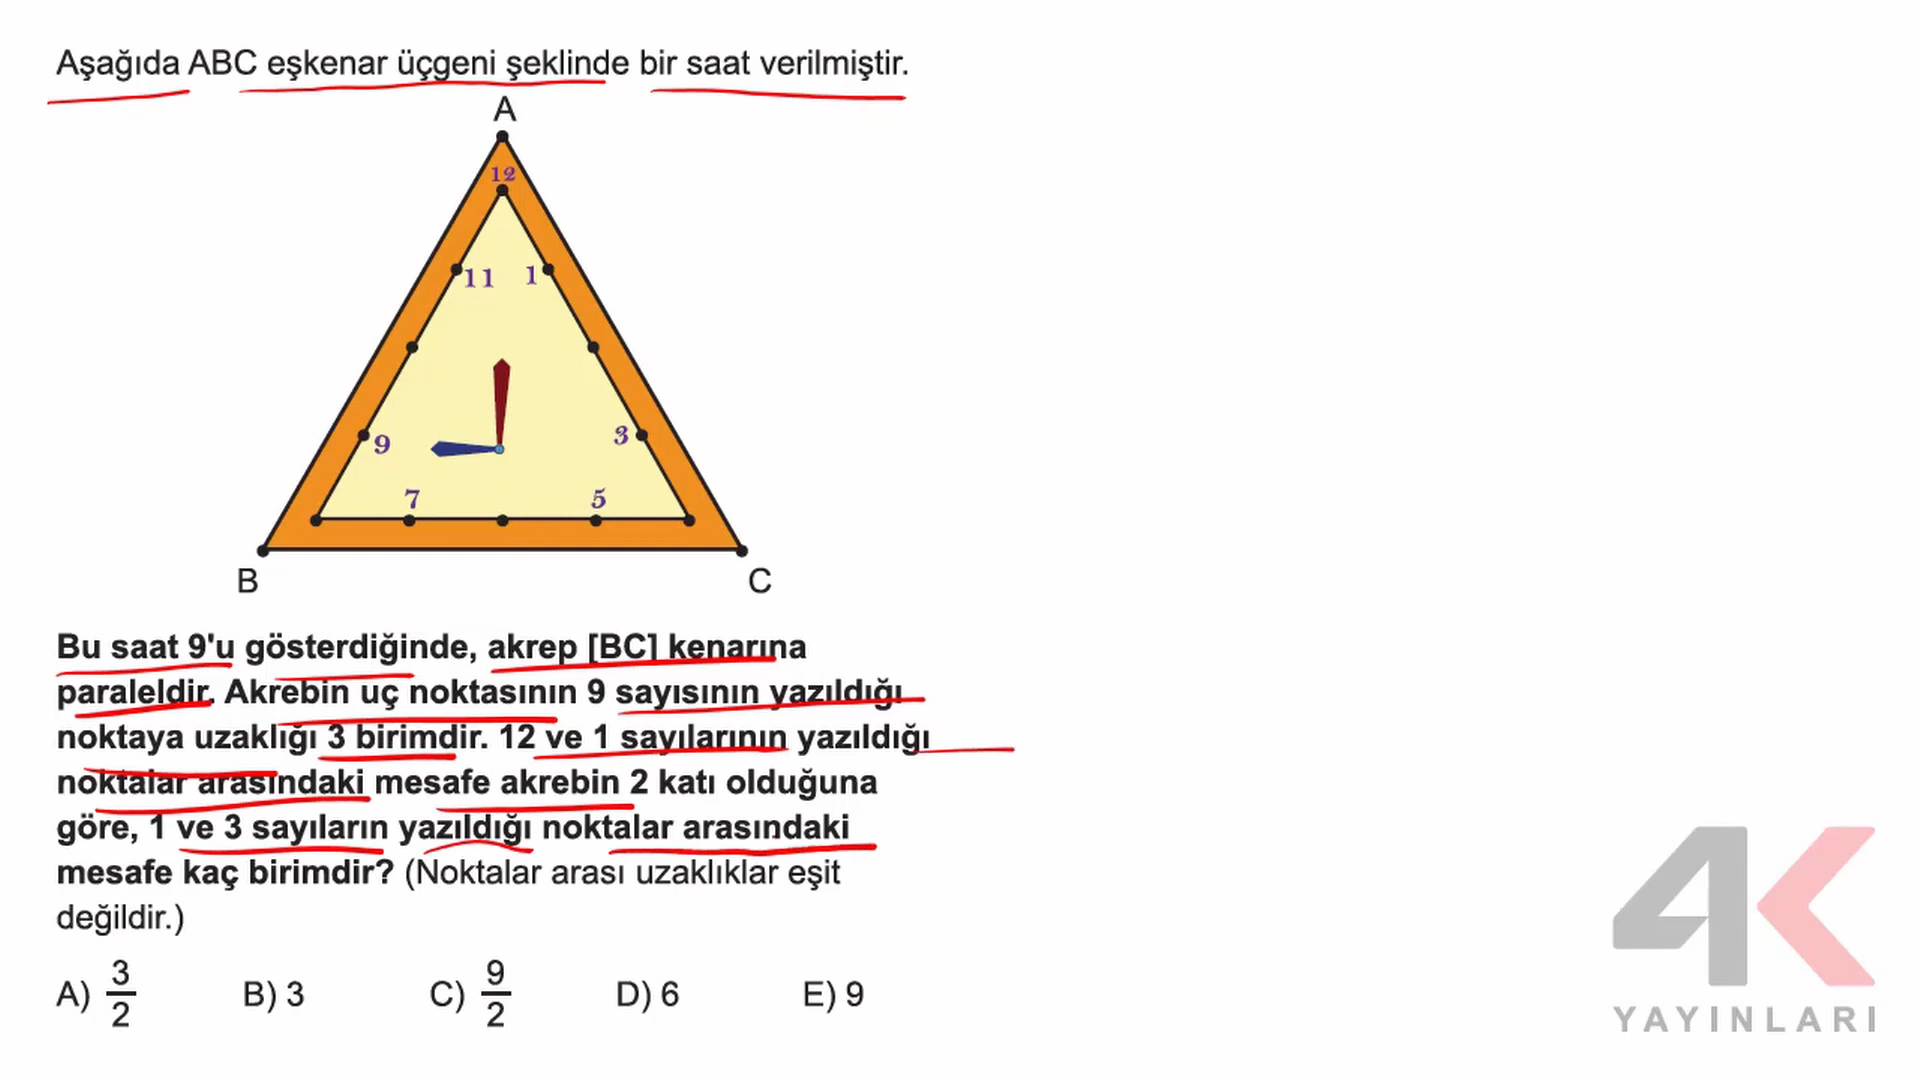 Aşağıda ABC eşkenar üçgeni şeklinde bir saat verilmiştir.
A
12
11 1
9 3
7 5
B C
Bu saat 9'u gösterdiğinde, akrep [BC] kenarına
paraleldir. Akrebin uç noktasının 9 sayısının yazıldığı
noktaya uzaklığı 3 birimdir. 12 ve 1 sayılarının yazıldığı
noktalar arasındaki mesafe akrebin 2 katı olduğuna
göre, 1 ve 3 sayıların yazıldığı noktalar arasındaki
mesafe kaç birimdir? (Noktalar arası uzaklıklar eşit
değildir.)
A) 3/2 B) 3 C) 9/2 D) 6 E) 9
4K
YAYINLARI